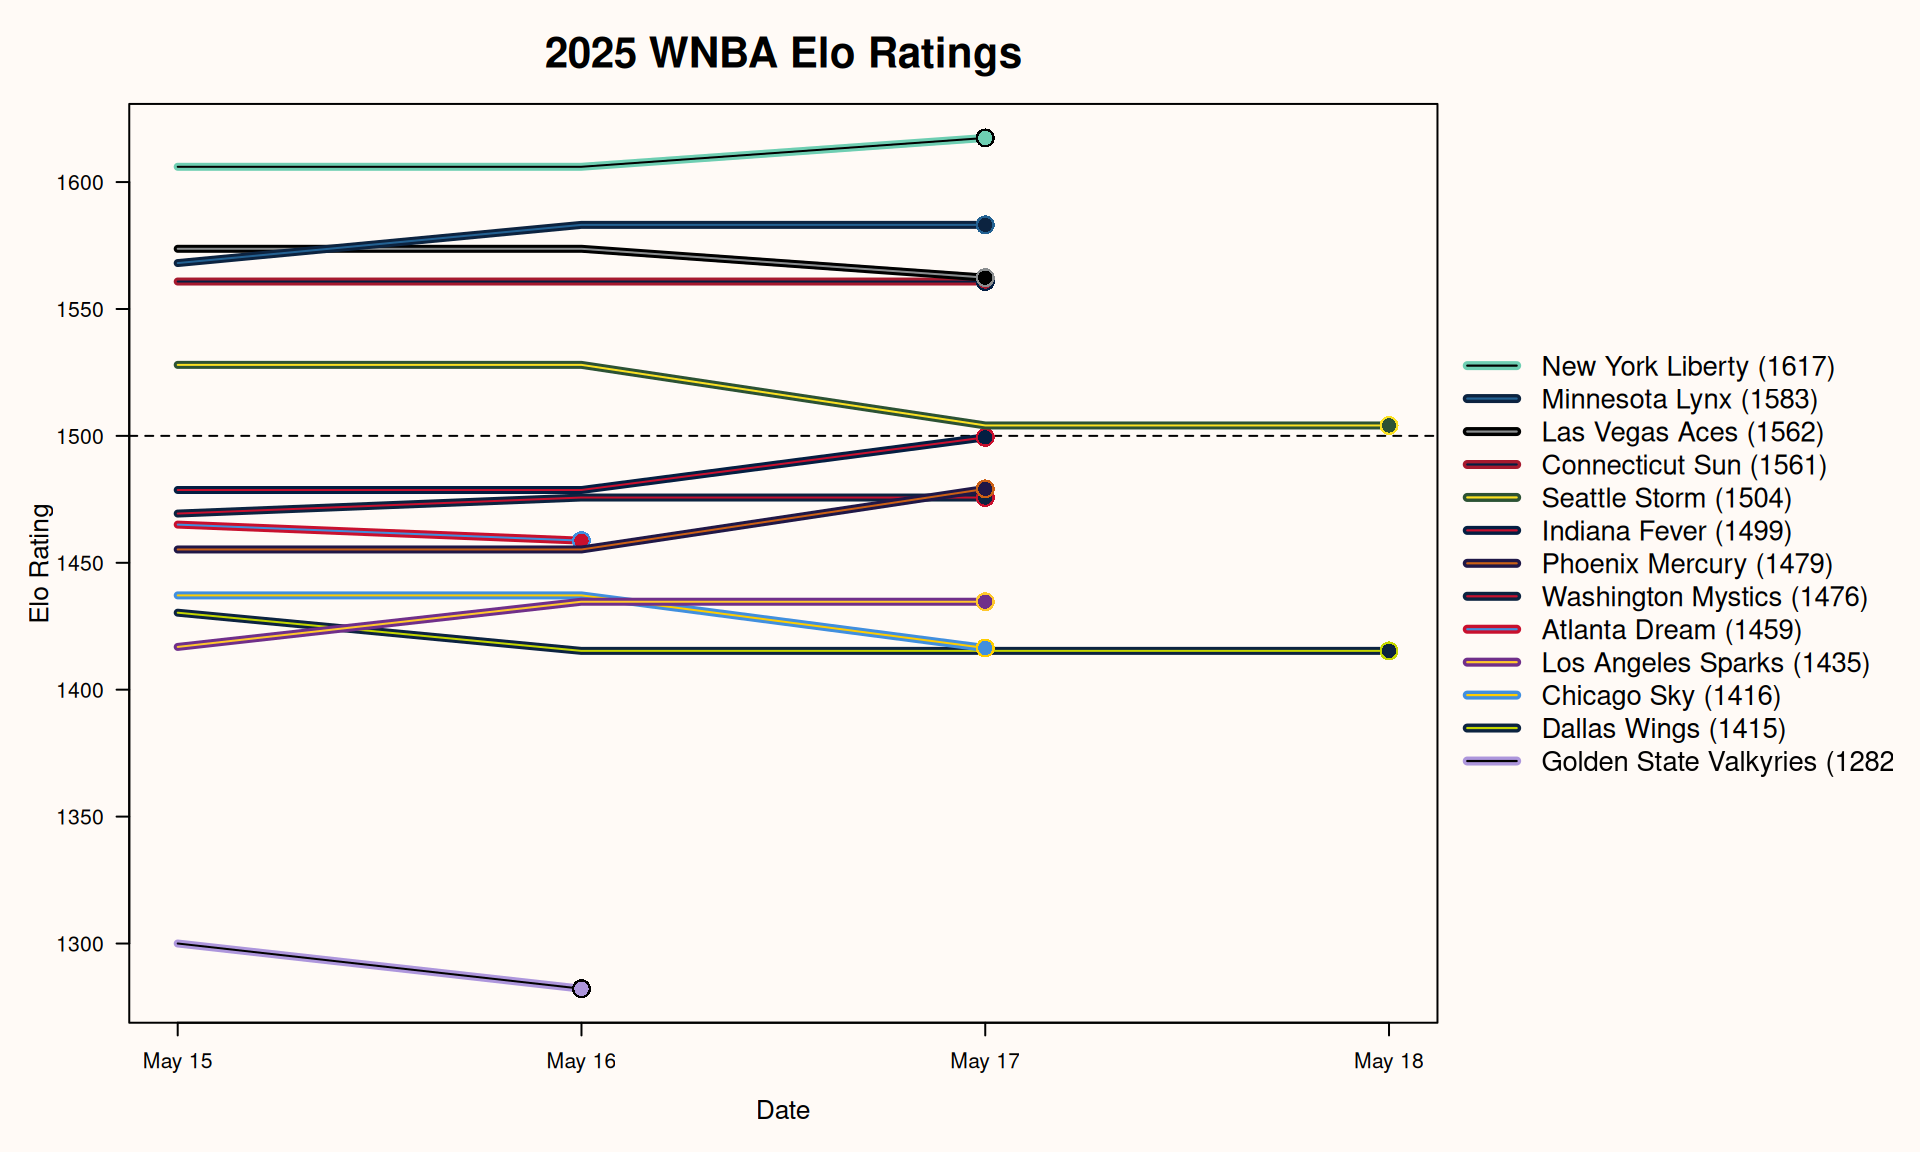 2025 WNBA Elo Ratings
Elo Rating
1600
1550
1500
1450
1400
1350
1300
May 15
May 16
May 17
May 18
Date
New York Liberty (1617)
Minnesota Lynx (1583)
Las Vegas Aces (1562)
Connecticut Sun (1561)
Seattle Storm (1504)
Indiana Fever (1499)
Phoenix Mercury (1479)
Washington Mystics (1476)
Atlanta Dream (1459)
Los Angeles Sparks (1435)
Chicago Sky (1416)
Dallas Wings (1415)
Golden State Valkyries (1282